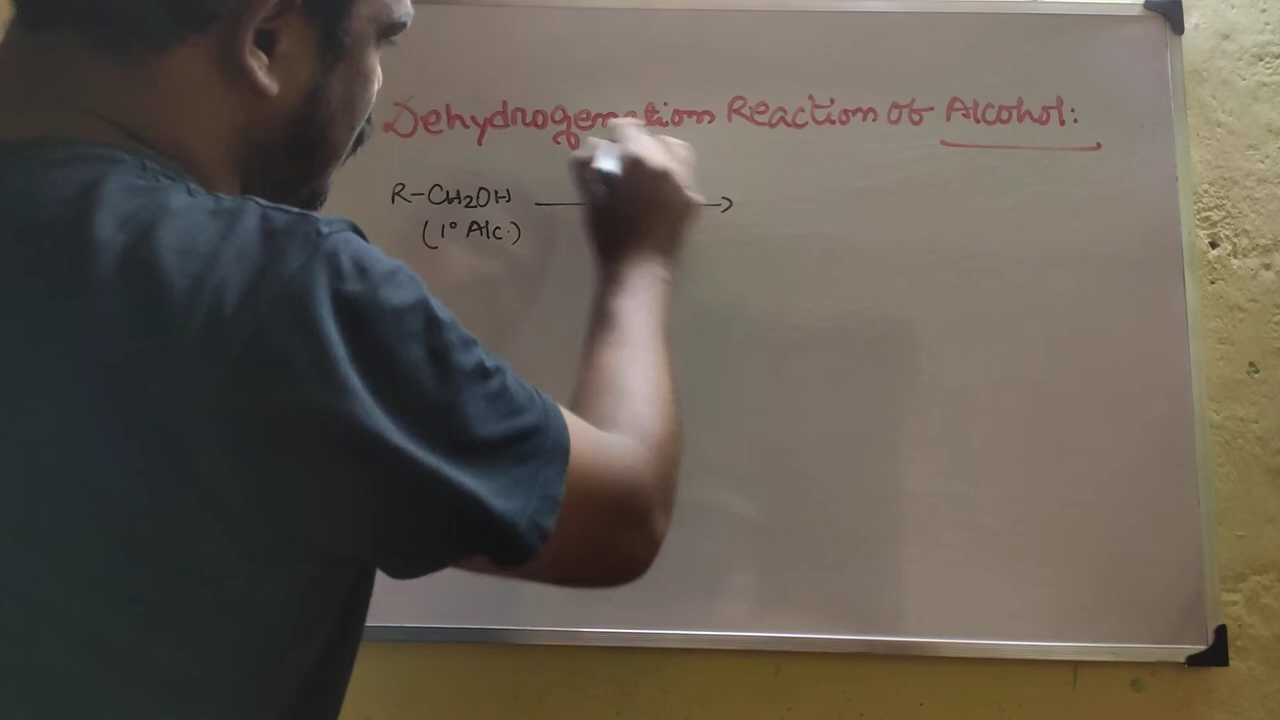 Dehydrogenation Reaction of Alcohol:
R-CH2OH →
(1° Alc.)